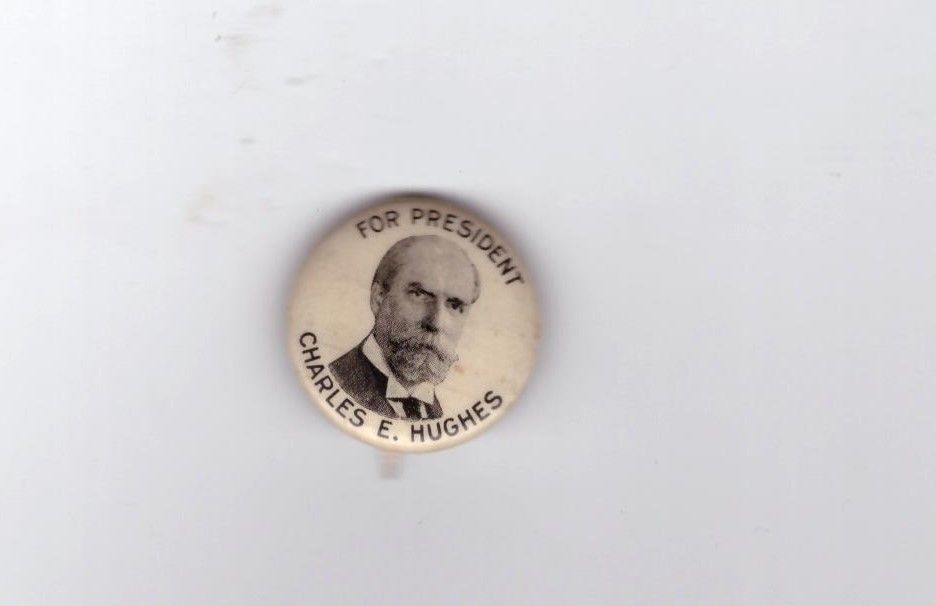 FOR PRESIDENT
CHARLES E. HUGHES